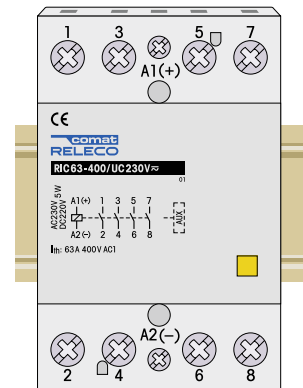 1 3 5 7
A1(+)
CE
comat
RELECO
RIC63-400/UC230V≂
01
AC230V 5W
DC220V
A1(+) 1 3 5 7
A2(–) 2 4 6 8
AUX
Ith: 63A 400V AC1
A2(–)
2 4 6 8